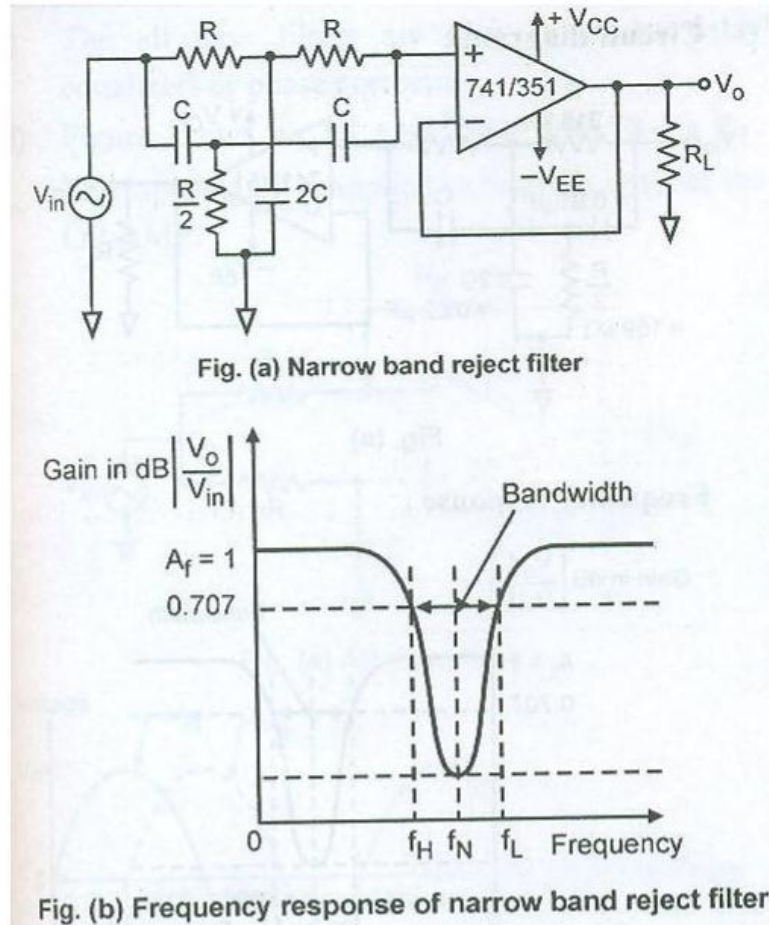 R
R
+ VCC
+
741/351
Vo
C
C
−
−VEE
RL
Vin
R
2
2C
Fig. (a) Narrow band reject filter
Gain in dB |Vo/Vin|
Bandwidth
Af = 1
0.707
0
fH
fN
fL
Frequency
Fig. (b) Frequency response of narrow band reject filter